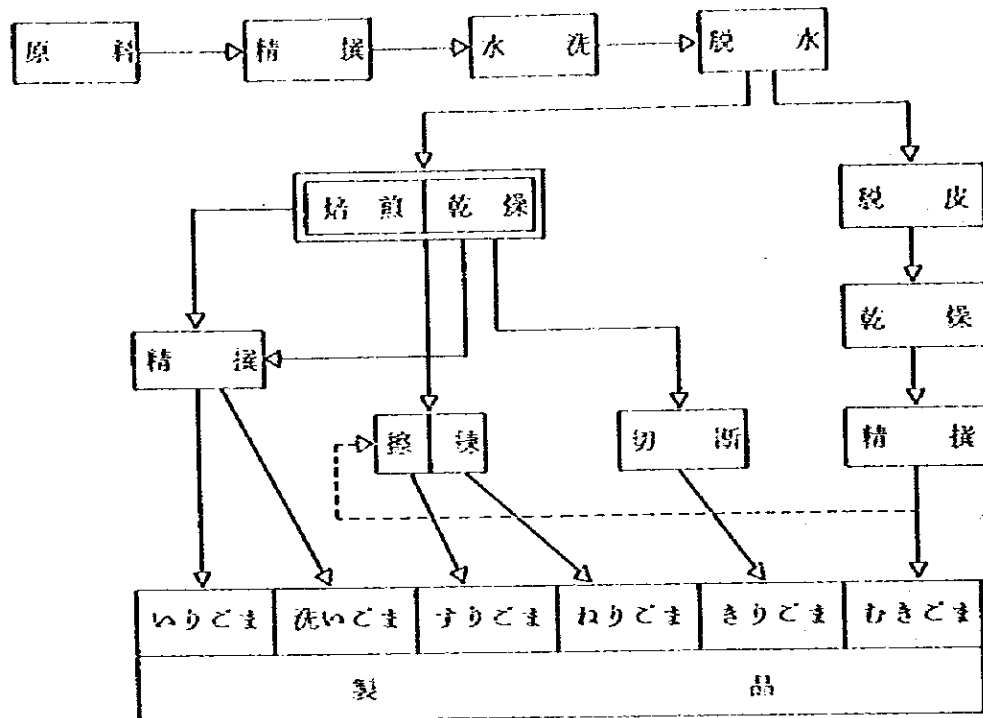 原料 精撰 水洗 脱水
焙煎 乾燥 脱皮
乾燥
精撰
擦 練 切断 精撰
いりごま 洗いごま すりごま ねりごま きりごま むきごま
製品